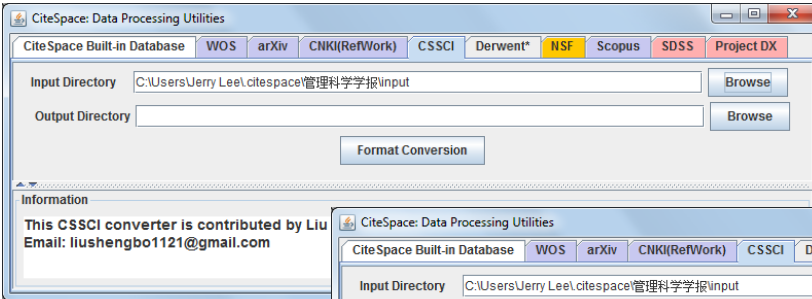 CiteSpace: Data Processing Utilities
CiteSpace Built-in Database WOS arXiv CNKI(RefWork) CSSCI Derwent* NSF Scopus SDSS Project DX
Input Directory C:\Users\Jerry Lee\.citespace\管理科学学报\input Browse
Output Directory Browse
Format Conversion
Information
This CSSCI converter is contributed by Liu
Email: liushengbo1121@gmail.com
CiteSpace: Data Processing Utilities
CiteSpace Built-in Database WOS arXiv CNKI(RefWork) CSSCI D
Input Directory C:\Users\Jerry Lee\.citespace\管理科学学报\input